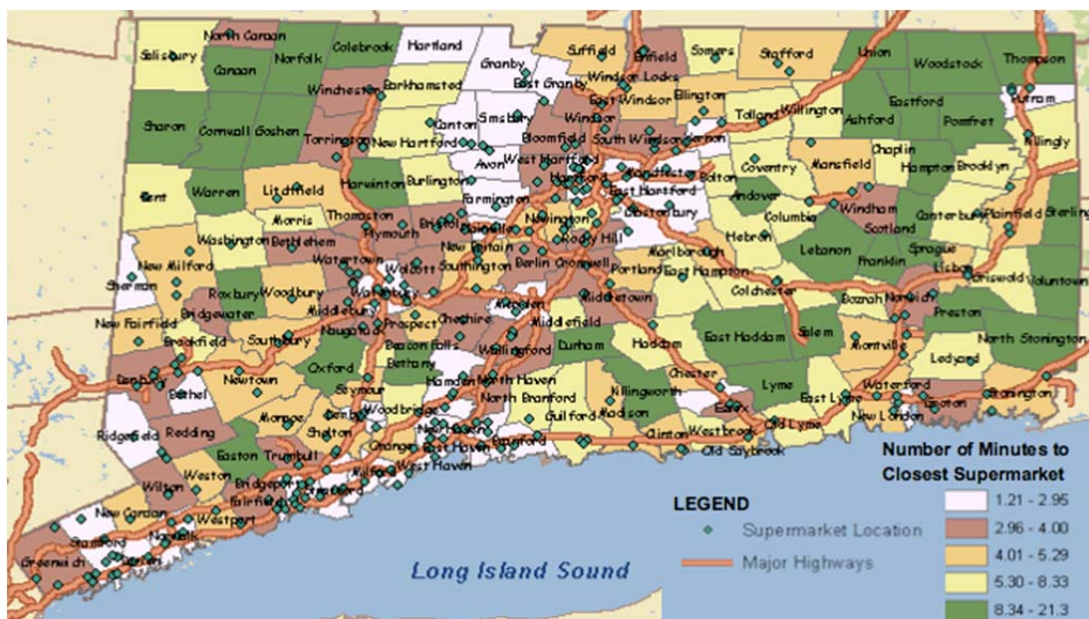 North Canaan
Salisbury
Canaan
Norfolk
Colebrook
Hartland
Granby
East Granby
Suffield
Enfield
Somers
Stafford
Union
Woodstock
Thompson
Windsor Locks
East Windsor
Ellington
Winchester
Barkhamsted
Putnam
Eastford
Pomfret
Ashford
Sharon
Cornwall
Goshen
Torrington
New Hartford
Canton
Simsbury
Bloomfield
Windsor
South Windsor
Vernon
Tolland
Willington
Killingly
Chaplin
Mansfield
Hampton
Brooklyn
Avon
West Hartford
Hartford
Manchester
East Hartford
Bolton
Coventry
Andover
Kent
Warren
Litchfield
Harwinton
Burlington
Farmington
Glastonbury
Newington
Rocky Hill
Columbia
Windham
Scotland
Canterbury
Plainfield
Sterling
Hebron
Morris
Thomaston
Plymouth
Bristol
Plainville
Washington
Bethlehem
New Britain
Berlin
Cromwell
Lebanon
Franklin
Sprague
Lisbon
Griswold
Voluntown
Marlborough
Portland
East Hampton
Colchester
New Milford
Watertown
Wolcott
Southington
Sherman
Roxbury
Woodbury
Waterbury
Middlebury
Meriden
Middletown
Middlefield
Bozrah
Norwich
Preston
Bridgewater
New Fairfield
Naugatuck
Prospect
Cheshire
Brookfield
Southbury
Beacon Falls
Wallingford
Durham
Haddam
East Haddam
Salem
Montville
North Stonington
Ledyard
Danbury
Bethel
Newtown
Oxford
Bethany
Seymour
Hamden
North Haven
North Branford
Killingworth
Chester
Lyme
East Lyme
Waterford
New London
Groton
Stonington
Essex
Old Lyme
Westbrook
Old Saybrook
Clinton
Madison
Guilford
Branford
Woodbridge
Derby
Monroe
Shelton
Orange
New Haven
East Haven
West Haven
Milford
Ridgefield
Redding
Easton
Trumbull
Bridgeport
Stratford
Fairfield
Weston
Wilton
Westport
New Canaan
Norwalk
Stamford
Darien
Greenwich
Long Island Sound
LEGEND
Supermarket Location
Major Highways
Number of Minutes to
Closest Supermarket
1.21 - 2.95
2.96 - 4.00
4.01 - 5.29
5.30 - 8.33
8.34 - 21.3